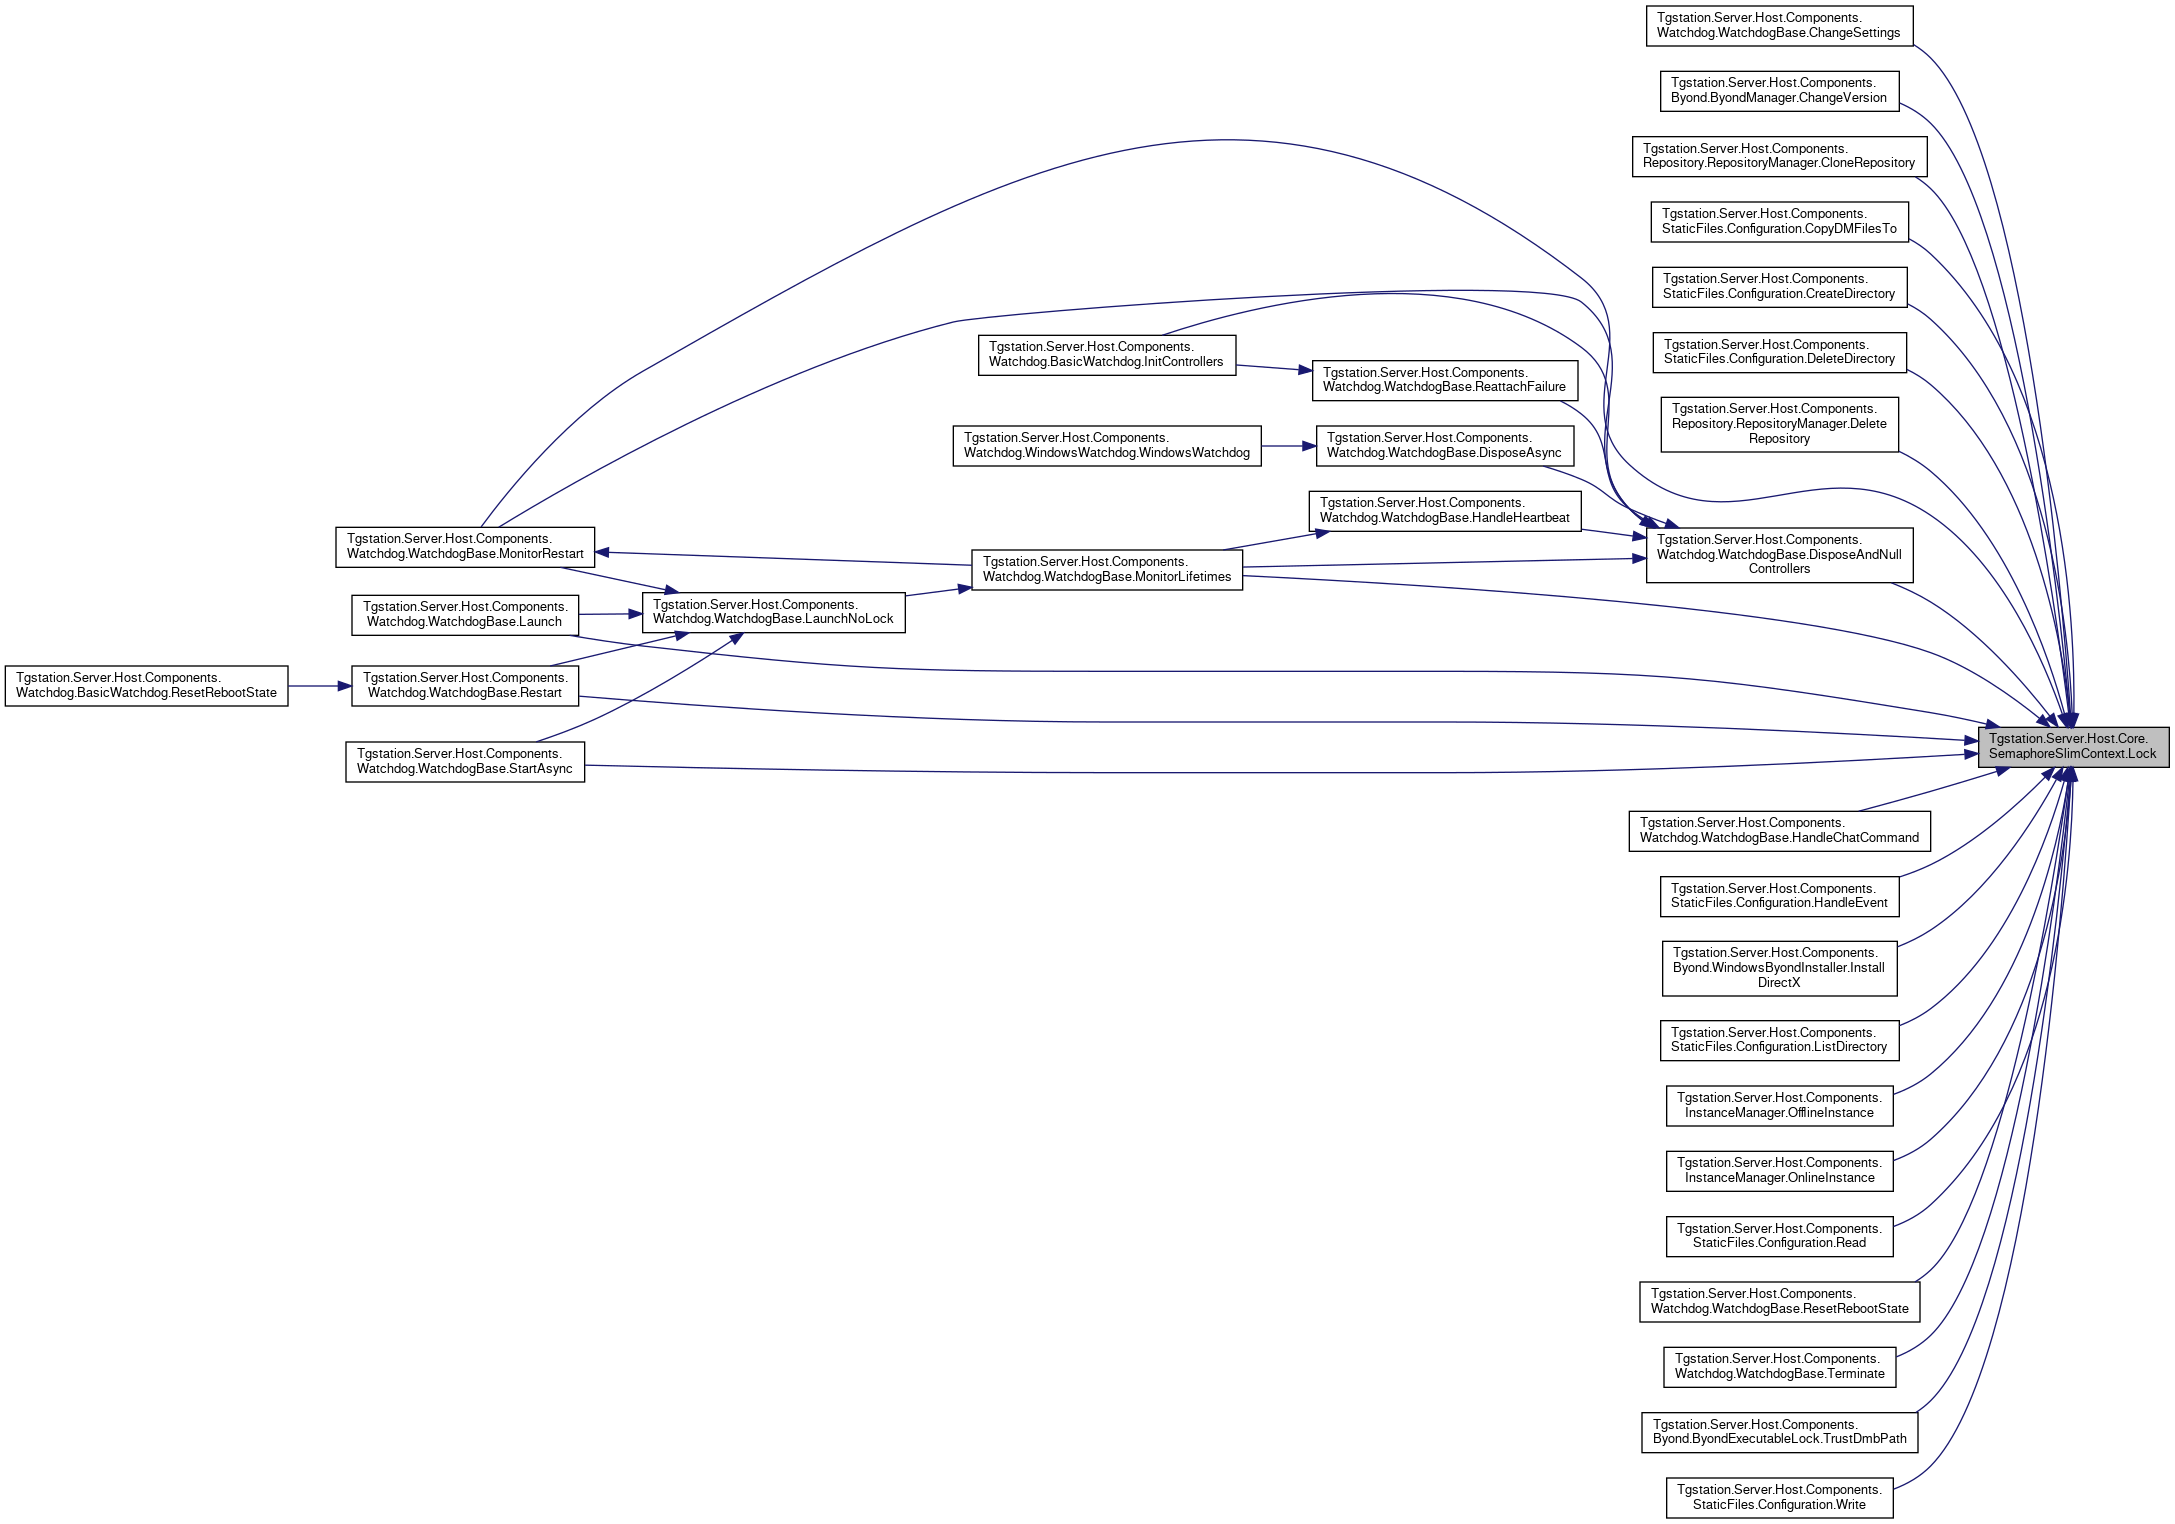 Tgstation.Server.Host.Components.
Watchdog.WatchdogBase.ChangeSettings
Tgstation.Server.Host.Components.
Byond.ByondManager.ChangeVersion
Tgstation.Server.Host.Components.
Repository.RepositoryManager.CloneRepository
Tgstation.Server.Host.Components.
StaticFiles.Configuration.CopyDMFilesTo
Tgstation.Server.Host.Components.
StaticFiles.Configuration.CreateDirectory
Tgstation.Server.Host.Components.
StaticFiles.Configuration.DeleteDirectory
Tgstation.Server.Host.Components.
Repository.RepositoryManager.Delete
Repository
Tgstation.Server.Host.Components.
Watchdog.BasicWatchdog.InitControllers
Tgstation.Server.Host.Components.
Watchdog.WatchdogBase.ReattachFailure
Tgstation.Server.Host.Components.
Watchdog.WindowsWatchdog.WindowsWatchdog
Tgstation.Server.Host.Components.
Watchdog.WatchdogBase.DisposeAsync
Tgstation.Server.Host.Components.
Watchdog.WatchdogBase.HandleHeartbeat
Tgstation.Server.Host.Components.
Watchdog.WatchdogBase.DisposeAndNull
Controllers
Tgstation.Server.Host.Components.
Watchdog.WatchdogBase.MonitorRestart
Tgstation.Server.Host.Components.
Watchdog.WatchdogBase.MonitorLifetimes
Tgstation.Server.Host.Components.
Watchdog.WatchdogBase.Launch
Tgstation.Server.Host.Components.
Watchdog.WatchdogBase.LaunchNoLock
Tgstation.Server.Host.Components.
Watchdog.BasicWatchdog.ResetRebootState
Tgstation.Server.Host.Components.
Watchdog.WatchdogBase.Restart
Tgstation.Server.Host.Components.
Watchdog.WatchdogBase.StartAsync
Tgstation.Server.Host.Core.
SemaphoreSlimContext.Lock
Tgstation.Server.Host.Components.
Watchdog.WatchdogBase.HandleChatCommand
Tgstation.Server.Host.Components.
StaticFiles.Configuration.HandleEvent
Tgstation.Server.Host.Components.
Byond.WindowsByondInstaller.Install
DirectX
Tgstation.Server.Host.Components.
StaticFiles.Configuration.ListDirectory
Tgstation.Server.Host.Components.
InstanceManager.OfflineInstance
Tgstation.Server.Host.Components.
InstanceManager.OnlineInstance
Tgstation.Server.Host.Components.
StaticFiles.Configuration.Read
Tgstation.Server.Host.Components.
Watchdog.WatchdogBase.ResetRebootState
Tgstation.Server.Host.Components.
Watchdog.WatchdogBase.Terminate
Tgstation.Server.Host.Components.
Byond.ByondExecutableLock.TrustDmbPath
Tgstation.Server.Host.Components.
StaticFiles.Configuration.Write